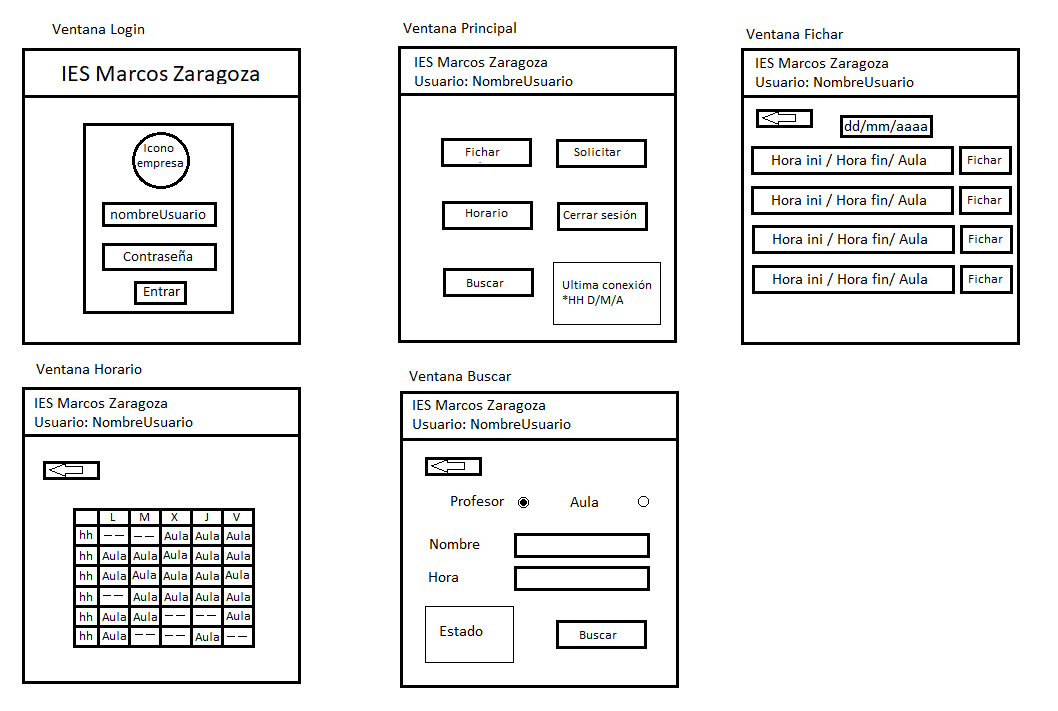 Ventana Login
IES Marcos Zaragoza
Icono
empresa
nombreUsuario
Contraseña
Entrar
Ventana Principal
IES Marcos Zaragoza
Usuario: NombreUsuario
Fichar
Solicitar
Horario
Cerrar sesión
Buscar
Ultima conexión
*HH D/M/A
Ventana Fichar
IES Marcos Zaragoza
Usuario: NombreUsuario
dd/mm/aaaa
Hora ini / Hora fin/ Aula Fichar
Hora ini / Hora fin/ Aula Fichar
Hora ini / Hora fin/ Aula Fichar
Hora ini / Hora fin/ Aula Fichar
Ventana Horario
IES Marcos Zaragoza
Usuario: NombreUsuario
L M X J V
hh -- -- Aula Aula Aula
hh Aula Aula Aula Aula Aula
hh Aula Aula Aula Aula Aula
hh -- Aula Aula Aula Aula
hh Aula Aula -- -- Aula
hh Aula -- -- Aula --
Ventana Buscar
IES Marcos Zaragoza
Usuario: NombreUsuario
Profesor Aula
Nombre
Hora
Estado
Buscar